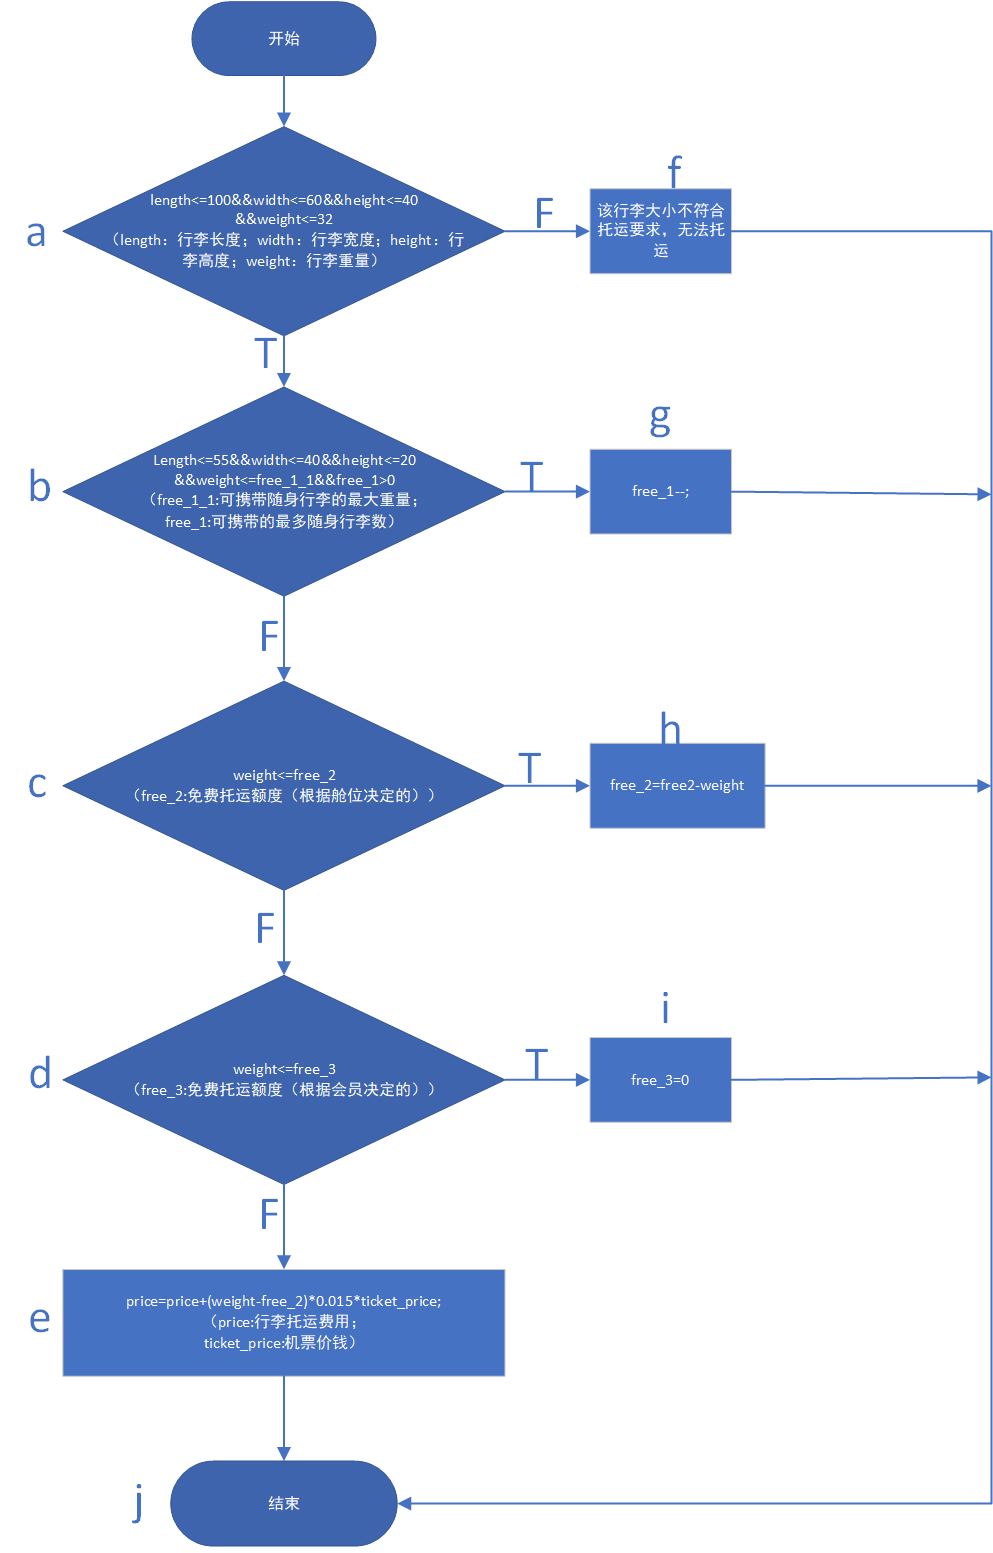 开始
length<=100&&width<=60&&height<=40
&&weight<=32
（length：行李长度；width：行李宽度；height：行
李高度；weight：行李重量）
a
F
f
该行李大小不符合
托运要求，无法托
运
T
Length<=55&&width<=40&&height<=20
&&weight<=free_1_1&&free_1>0
（free_1_1:可携带随身行李的最大重量；
free_1:可携带的最多随身行李数）
b
T
g
free_1--;
F
weight<=free_2
（free_2:免费托运额度（根据舱位决定的））
c
T
h
free_2=free2-weight
F
weight<=free_3
（free_3:免费托运额度（根据会员决定的））
d
T
i
free_3=0
F
price=price+(weight-free_2)*0.015*ticket_price;
（price:行李托运费用；
ticket_price:机票价钱）
e
j
结束